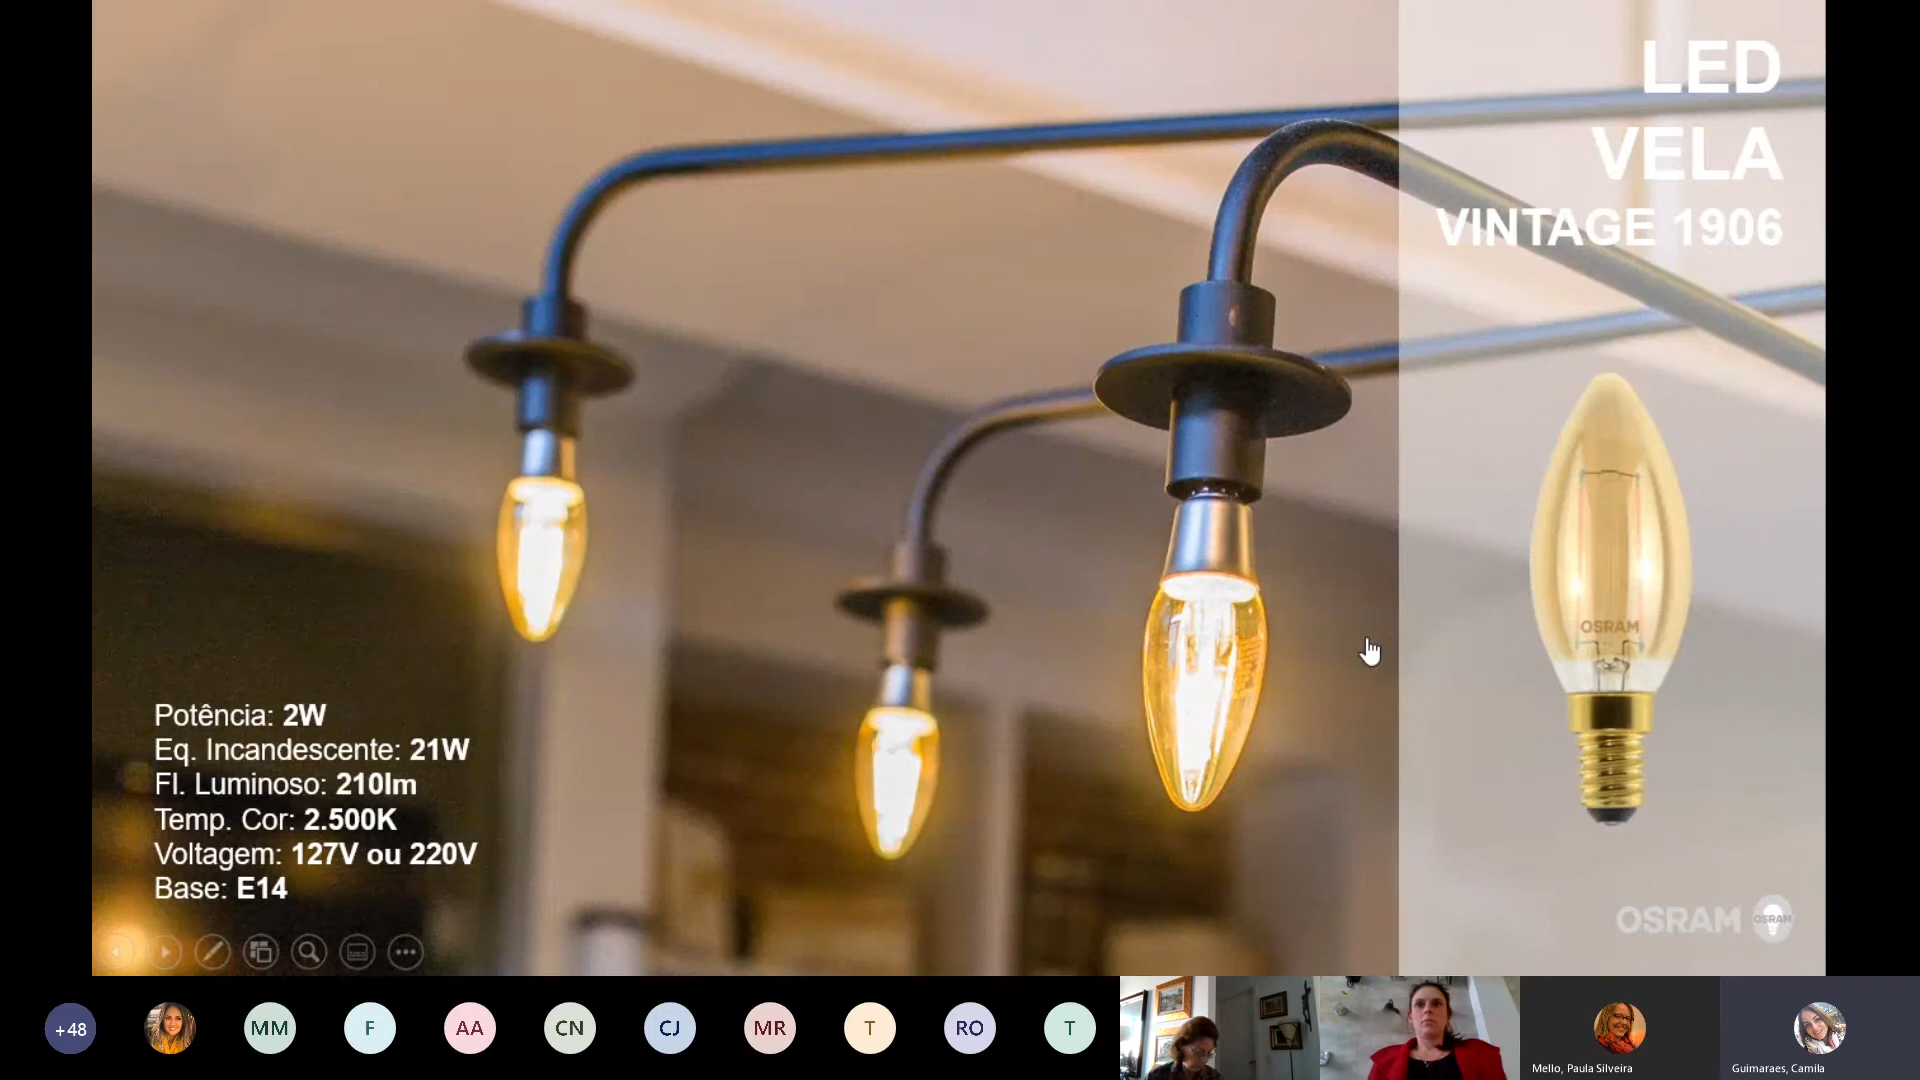 LED
VELA
VINTAGE 1906
OSRAM
Potência: 2W
Eq. Incandescente: 21W
Fl. Luminoso: 210lm
Temp. Cor: 2.500K
Voltagem: 127V ou 220V
Base: E14
OSRAM OSRAM
+48
MM
F
AA
CN
CJ
MR
T
RO
T
Mello, Paula Silveira
Guimaraes, Camila